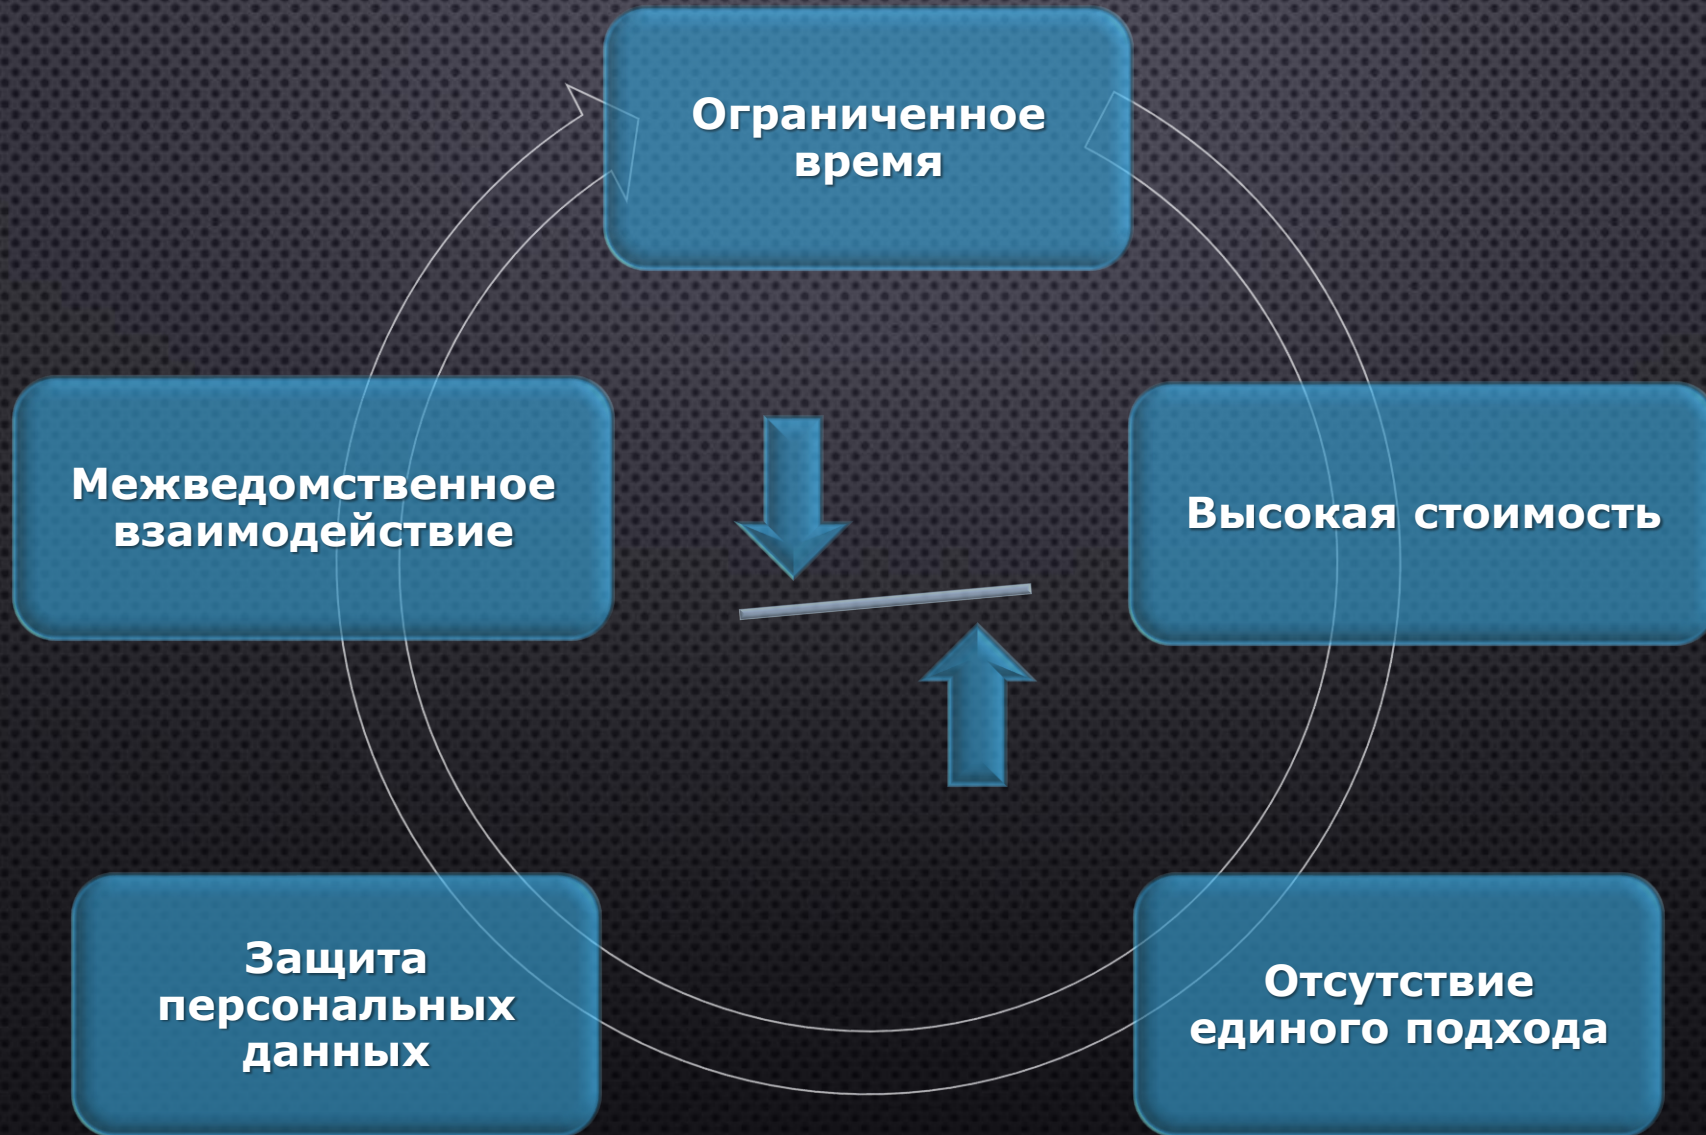 Ограниченное
время
Межведомственное
взаимодействие
Высокая стоимость
Защита
персональных
данных
Отсутствие
единого подхода